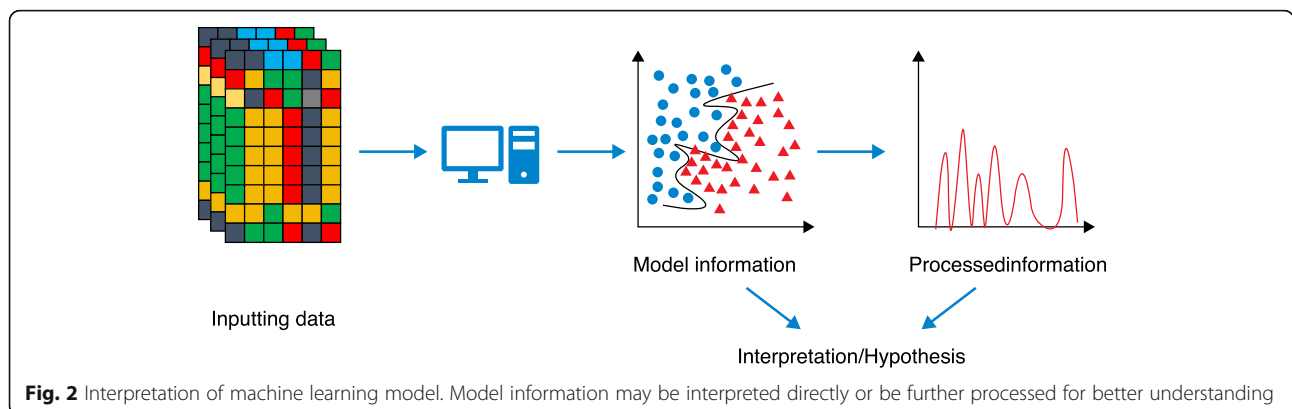 Model information
Processedinformation
Inputting data
Interpretation/Hypothesis
Fig. 2 Interpretation of machine learning model. Model information may be interpreted directly or be further processed for better understanding